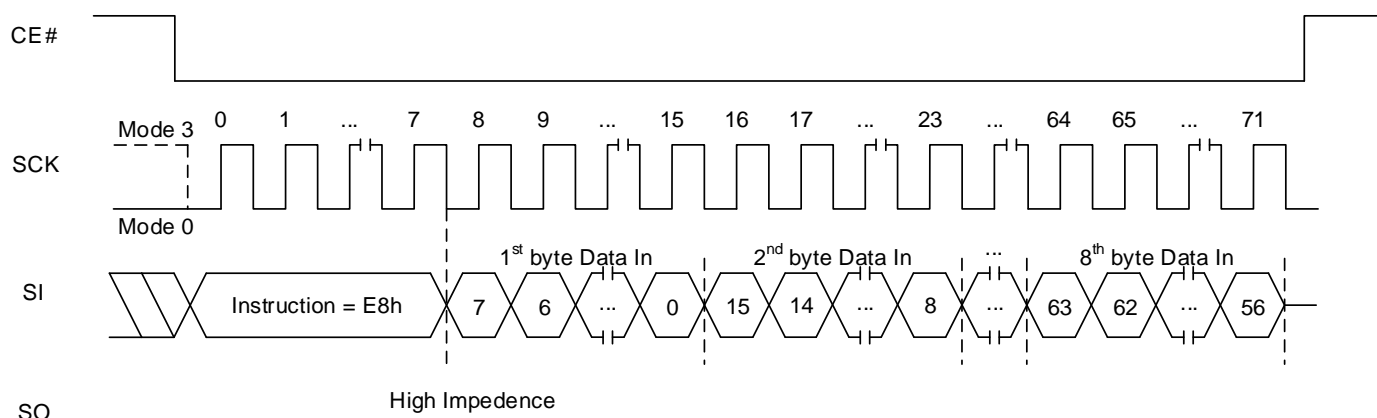 CE#
0 1 ... 7 8 9 ... 15 16 17 ... 23 ... 64 65 ... 71
Mode 3
SCK
Mode 0
1st byte Data In 2nd byte Data In ... 8th byte Data In
SI Instruction = E8h 7 6 ... 0 15 14 ... 8 ... 63 62 ... 56
High Impedence
SO